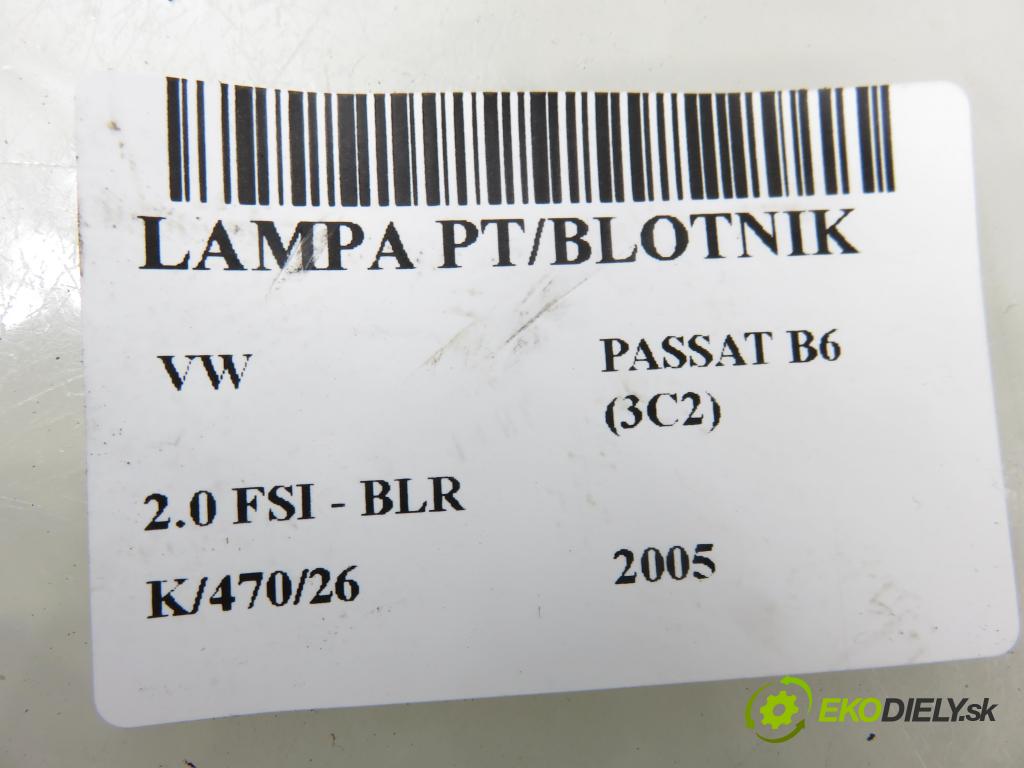 LAMPA PT/BLOTNIK
VW
PASSAT B6
(3C2)
2.0 FSI - BLR
K/470/26
2005
EKODIELY.sk